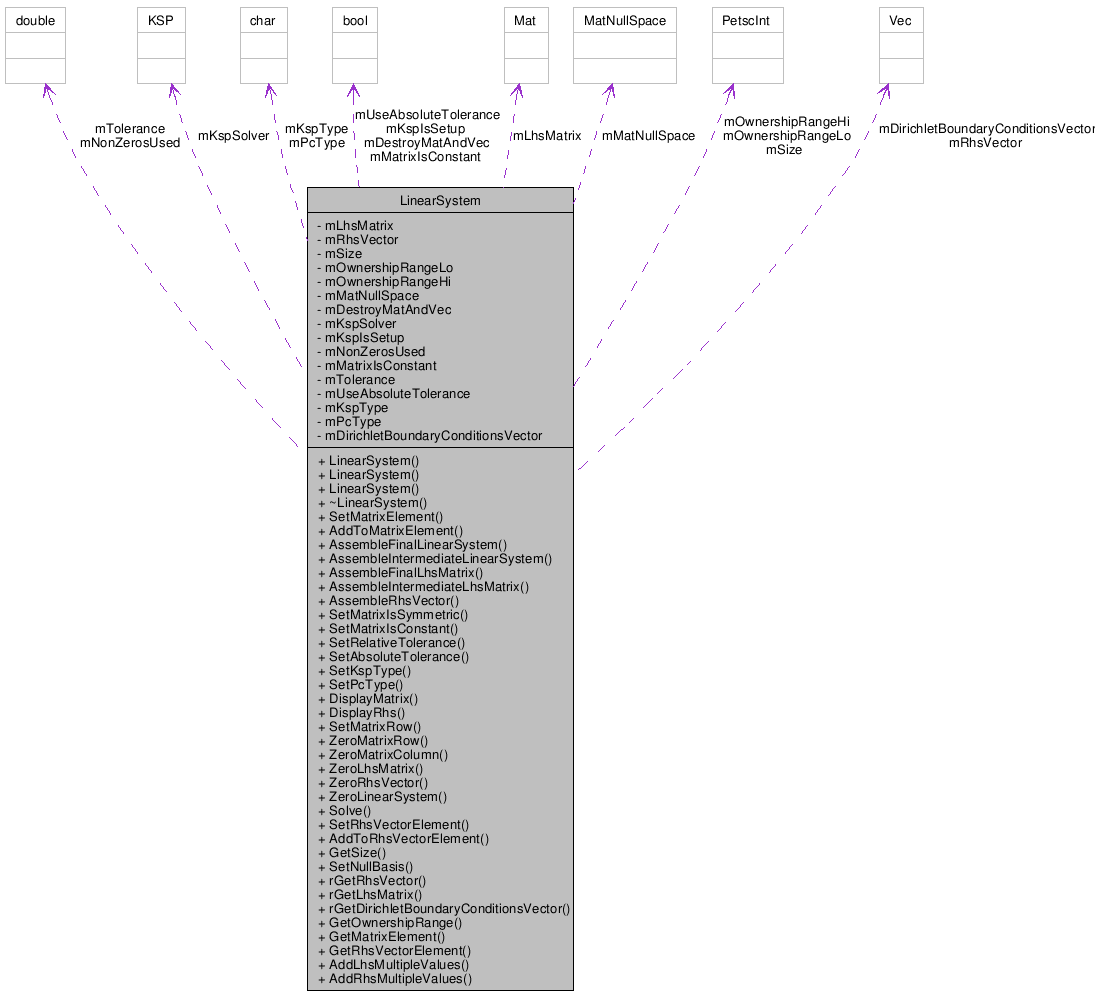 double
KSP
char
bool
Mat
MatNullSpace
PetscInt
Vec
mTolerance
mNonZerosUsed
mKspSolver
mKspType
mPcType
mUseAbsoluteTolerance
mKspIsSetup
mDestroyMatAndVec
mMatrixIsConstant
mLhsMatrix
mMatNullSpace
mOwnershipRangeHi
mOwnershipRangeLo
mSize
mDirichletBoundaryConditionsVector
mRhsVector
LinearSystem
- mLhsMatrix
- mRhsVector
- mSize
- mOwnershipRangeLo
- mOwnershipRangeHi
- mMatNullSpace
- mDestroyMatAndVec
- mKspSolver
- mKspIsSetup
- mNonZerosUsed
- mMatrixIsConstant
- mTolerance
- mUseAbsoluteTolerance
- mKspType
- mPcType
- mDirichletBoundaryConditionsVector
+ LinearSystem()
+ LinearSystem()
+ LinearSystem()
+ ~LinearSystem()
+ SetMatrixElement()
+ AddToMatrixElement()
+ AssembleFinalLinearSystem()
+ AssembleIntermediateLinearSystem()
+ AssembleFinalLhsMatrix()
+ AssembleIntermediateLhsMatrix()
+ AssembleRhsVector()
+ SetMatrixIsSymmetric()
+ SetMatrixIsConstant()
+ SetRelativeTolerance()
+ SetAbsoluteTolerance()
+ SetKspType()
+ SetPcType()
+ DisplayMatrix()
+ DisplayRhs()
+ SetMatrixRow()
+ ZeroMatrixRow()
+ ZeroMatrixColumn()
+ ZeroLhsMatrix()
+ ZeroRhsVector()
+ ZeroLinearSystem()
+ Solve()
+ SetRhsVectorElement()
+ AddToRhsVectorElement()
+ GetSize()
+ SetNullBasis()
+ rGetRhsVector()
+ rGetLhsMatrix()
+ rGetDirichletBoundaryConditionsVector()
+ GetOwnershipRange()
+ GetMatrixElement()
+ GetRhsVectorElement()
+ AddLhsMultipleValues()
+ AddRhsMultipleValues()